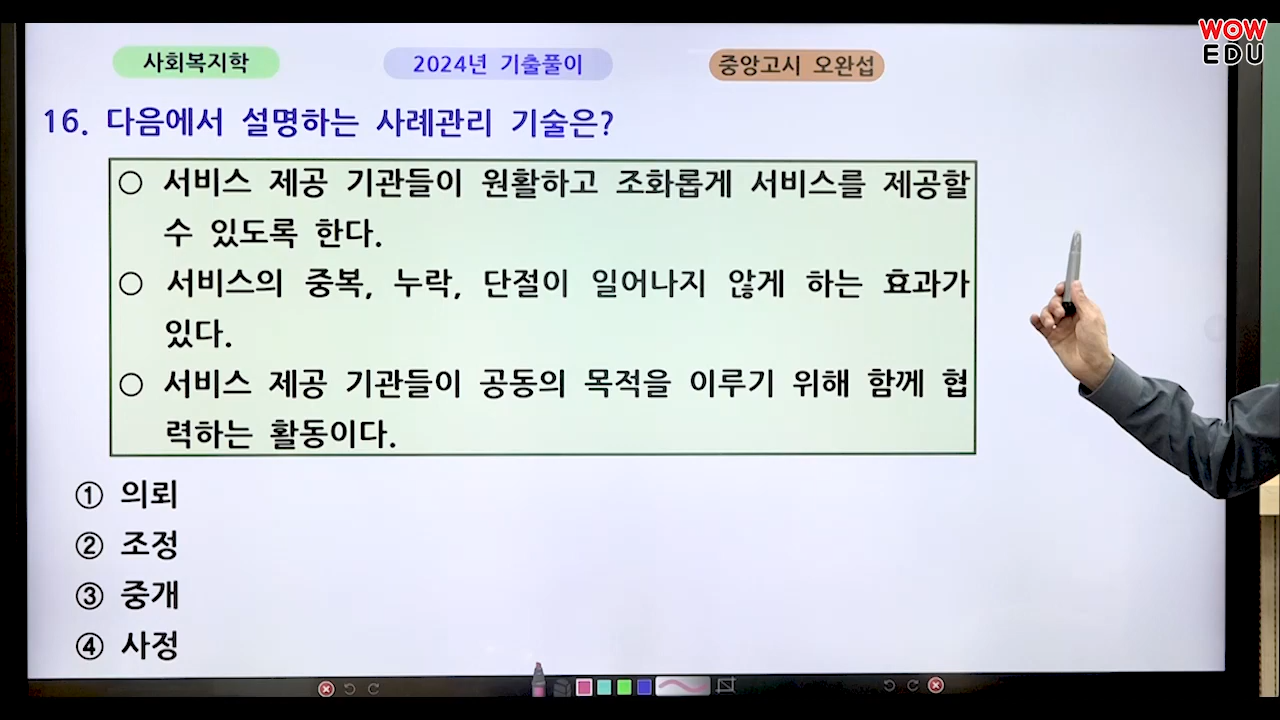 WOW
EDU
사회복지학 2024년 기출풀이 중앙고시 오완섭
16. 다음에서 설명하는 사례관리 기술은?
○ 서비스 제공 기관들이 원활하고 조화롭게 서비스를 제공할
수 있도록 한다.
○ 서비스의 중복, 누락, 단절이 일어나지 않게 하는 효과가
있다.
○ 서비스 제공 기관들이 공동의 목적을 이루기 위해 함께 협
력하는 활동이다.
① 의뢰
② 조정
③ 중개
④ 사정